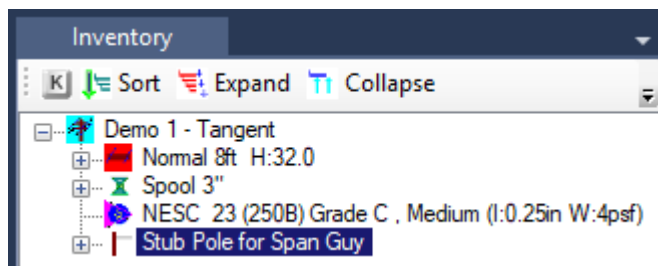 Inventory
K Sort Expand Collapse
Demo 1 - Tangent
Normal 8ft H:32.0
Spool 3"
NESC 23 (250B) Grade C , Medium (I:0.25in W:4psf)
Stub Pole for Span Guy